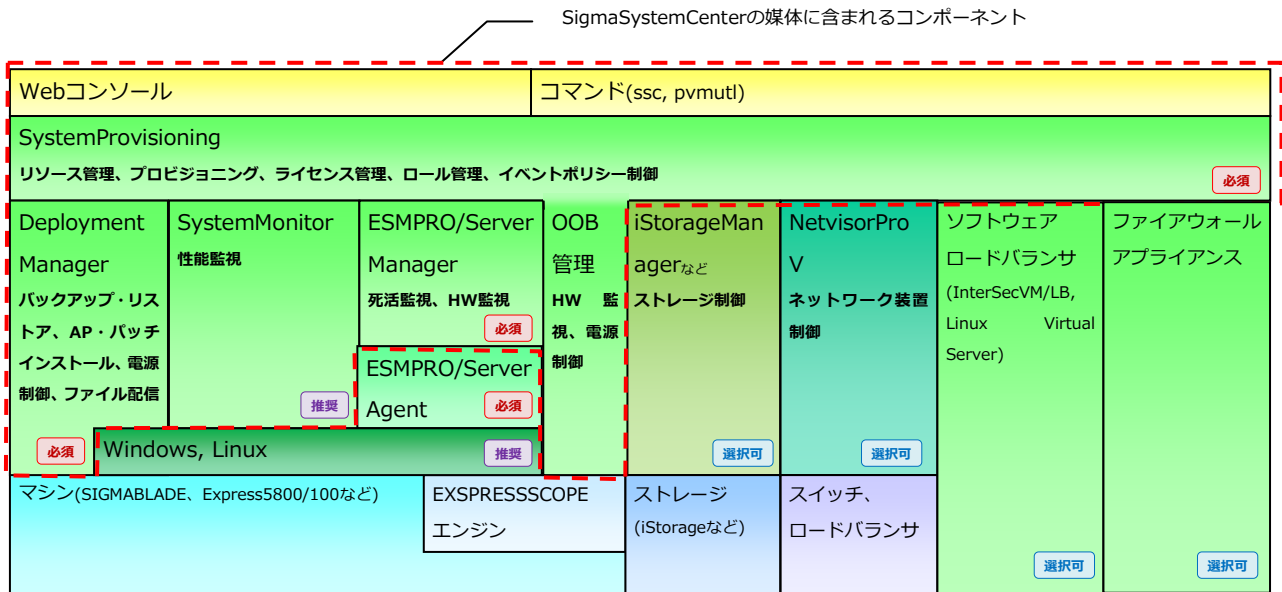 SigmaSystemCenterの媒体に含まれるコンポーネント
Webコンソール
コマンド(ssc, pvmutl)
SystemProvisioning
リソース管理、プロビジョニング、ライセンス管理、ロール管理、イベントポリシー制御
必須
Deployment
Manager
バックアップ・リス
トア、AP・パッチ
インストール、電源
制御、ファイル配信
必須
SystemMonitor
性能監視
推奨
ESMPRO/Server
Manager
死活監視、HW監視
必須
ESMPRO/Server
Agent
必須
Windows, Linux
推奨
OOB
管理
HW 監
視、電源
制御
iStorageMan
agerなど
ストレージ制御
選択可
NetvisorPro
V
ネットワーク装置
制御
選択可
ソフトウェア
ロードバランサ
(InterSecVM/LB,
Linux Virtual
Server)
選択可
ファイアウォール
アプライアンス
選択可
マシン(SIGMABLADE、Express5800/100など)
EXSPRESSSCOPE
エンジン
ストレージ
(iStorageなど)
スイッチ、
ロードバランサ